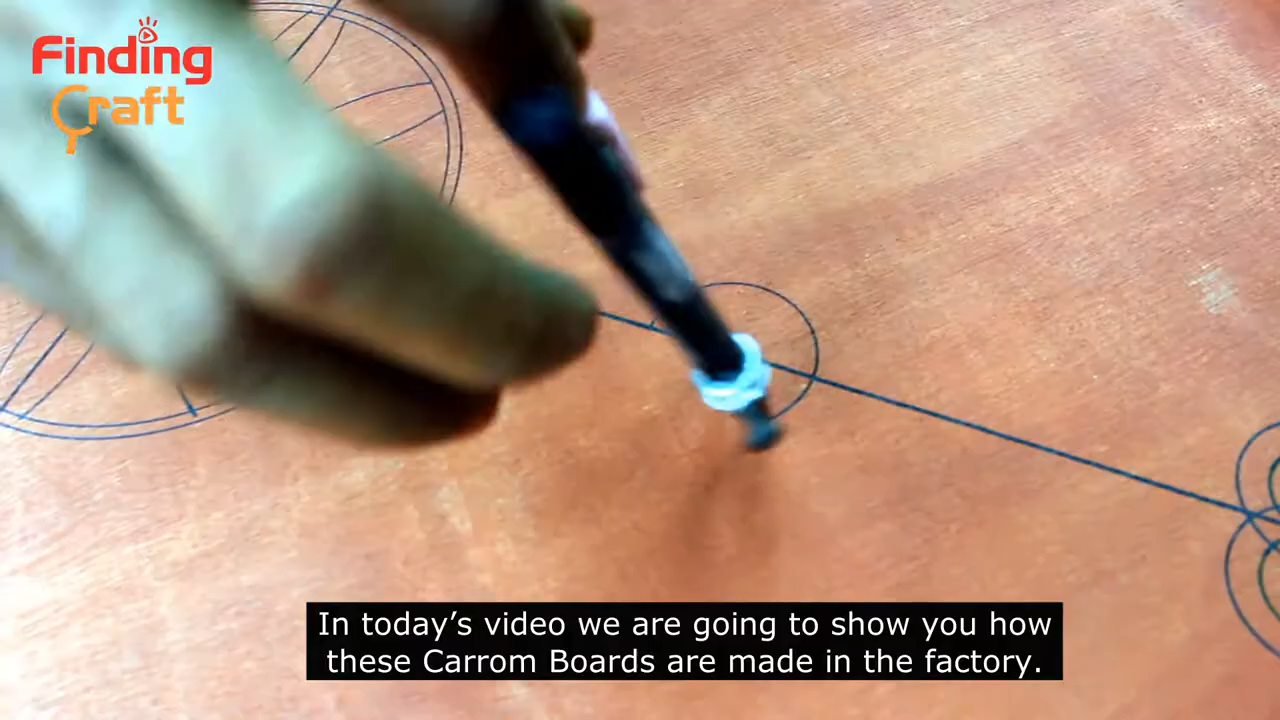 Finding
Craft
In today’s video we are going to show you how
these Carrom Boards are made in the factory.